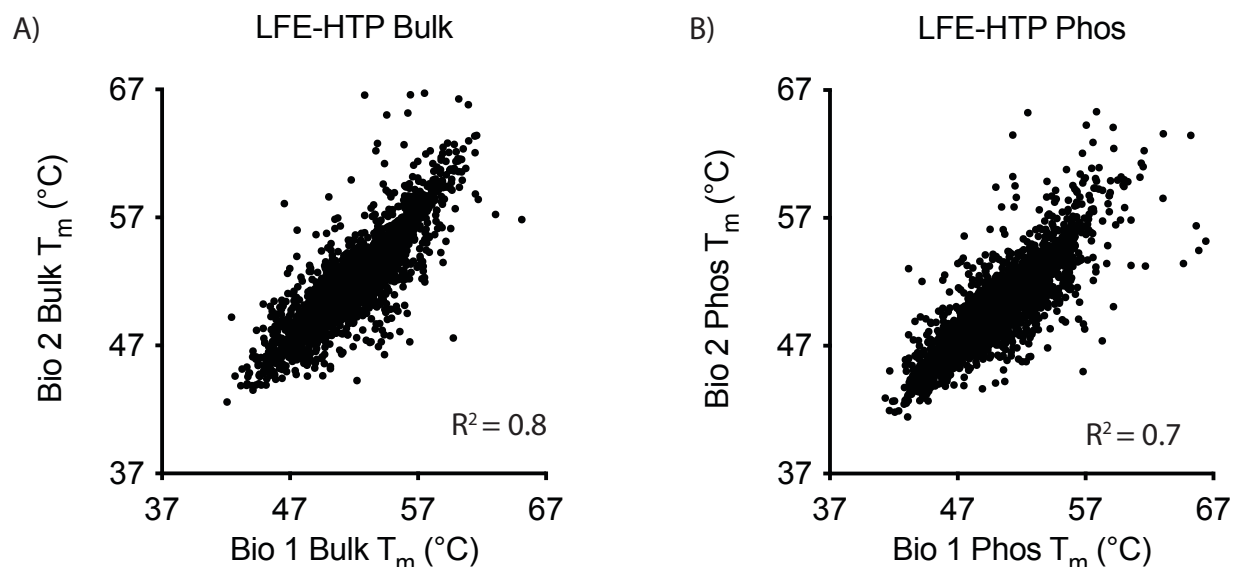 A)
LFE-HTP Bulk
67
57
47
37
Bio 2 Bulk Tm (°C)
R² = 0.8
37 47 57 67
Bio 1 Bulk Tm (°C)
B)
LFE-HTP Phos
67
57
47
37
Bio 2 Phos Tm (°C)
R² = 0.7
37 47 57 67
Bio 1 Phos Tm (°C)